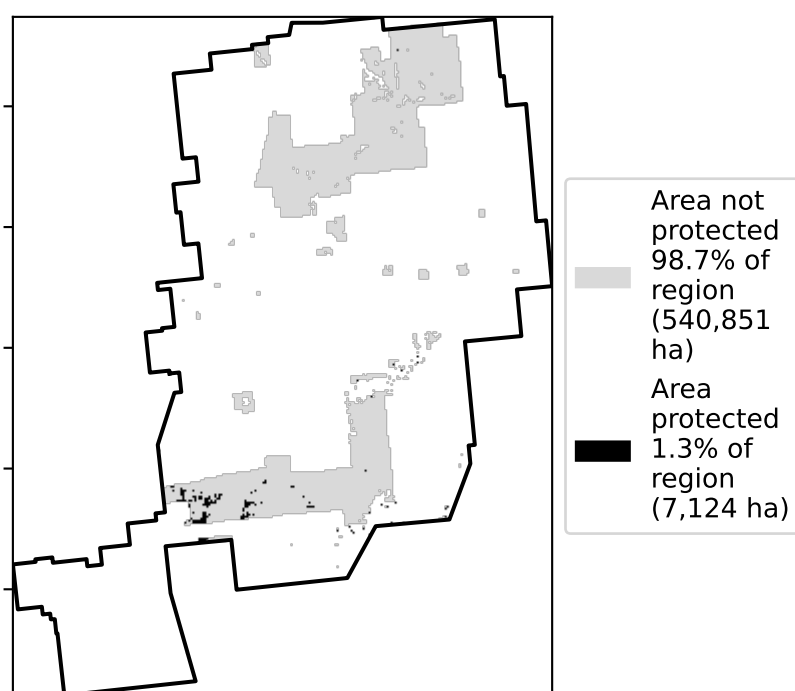 Area not
protected
98.7% of
region
(540,851
ha)
Area
protected
1.3% of
region
(7,124 ha)